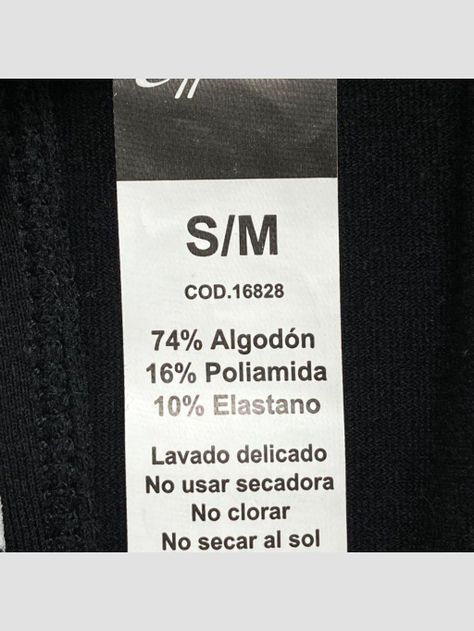 S/M
COD.16828
74% Algodón
16% Poliamida
10% Elastano
Lavado delicado
No usar secadora
No clorar
No secar al sol